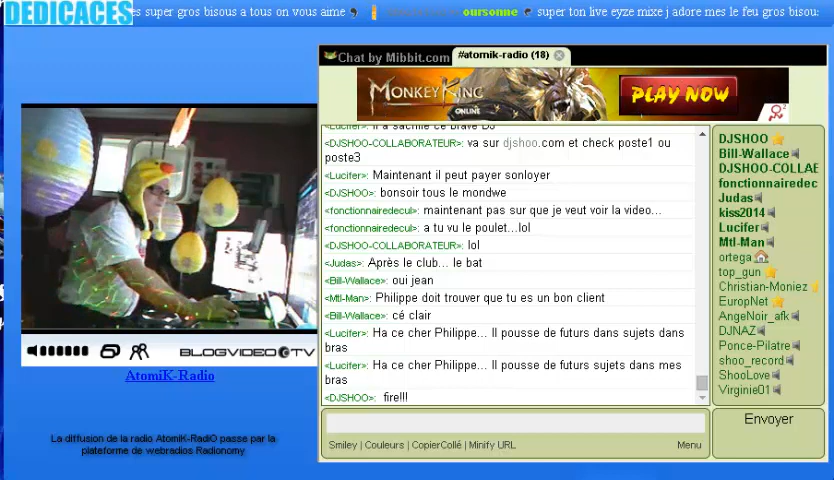 DEDICACES es super gros bisous a tous on vous aime oursonne super ton live eyze mixe j adore mes le feu gros bisou:
Chat by Mibbit.com #atomik-radio (18)
MONKEY KING ONLINE PLAY NOW
<Lucifer>: Il a sacrifié ce brave DJ
<DJSHOO-COLLABORATEUR>: va sur djshoo.com et check poste1 ou
poste3
<Lucifer>: Maintenant il peut payer sonloyer
<DJSHOO>: bonsoir tous le mondwe
<fonctionnairedecul>: maintenant pas sur que je veut voir la video...
<fonctionnairedecul>: a tu vu le poulet...lol
<DJSHOO-COLLABORATEUR>: lol
<Judas>: Après le club... le bat
<Bill-Wallace>: oui jean
<Mtl-Man>: Philippe doit trouver que tu es un bon client
<Bill-Wallace>: cé clair
<Lucifer>: Ha ce cher Philippe... Il pousse de futurs dans sujets dans
bras
<Lucifer>: Ha ce cher Philippe... Il pousse de futurs sujets dans mes
bras
<DJSHOO>: fire!!!
DJSHOO
Bill-Wallace
DJSHOO-COLLAE
fonctionnairedec
Judas
kiss2014
Lucifer
Mtl-Man
ortega
top_gun
Christian-Moniez
EuropNet
AngeNoir_afk
DJNAZ
Ponce-Pilatre
shoo_record
ShooLove
Virginie01
Smiley | Couleurs | CopierCollé | Minify URL Menu
Envoyer
BLOGVIDEO TV
AtomiK-Radio
La diffution de la radio AtomiK-RadiO passe par la
plateforme de webradios Radionomy